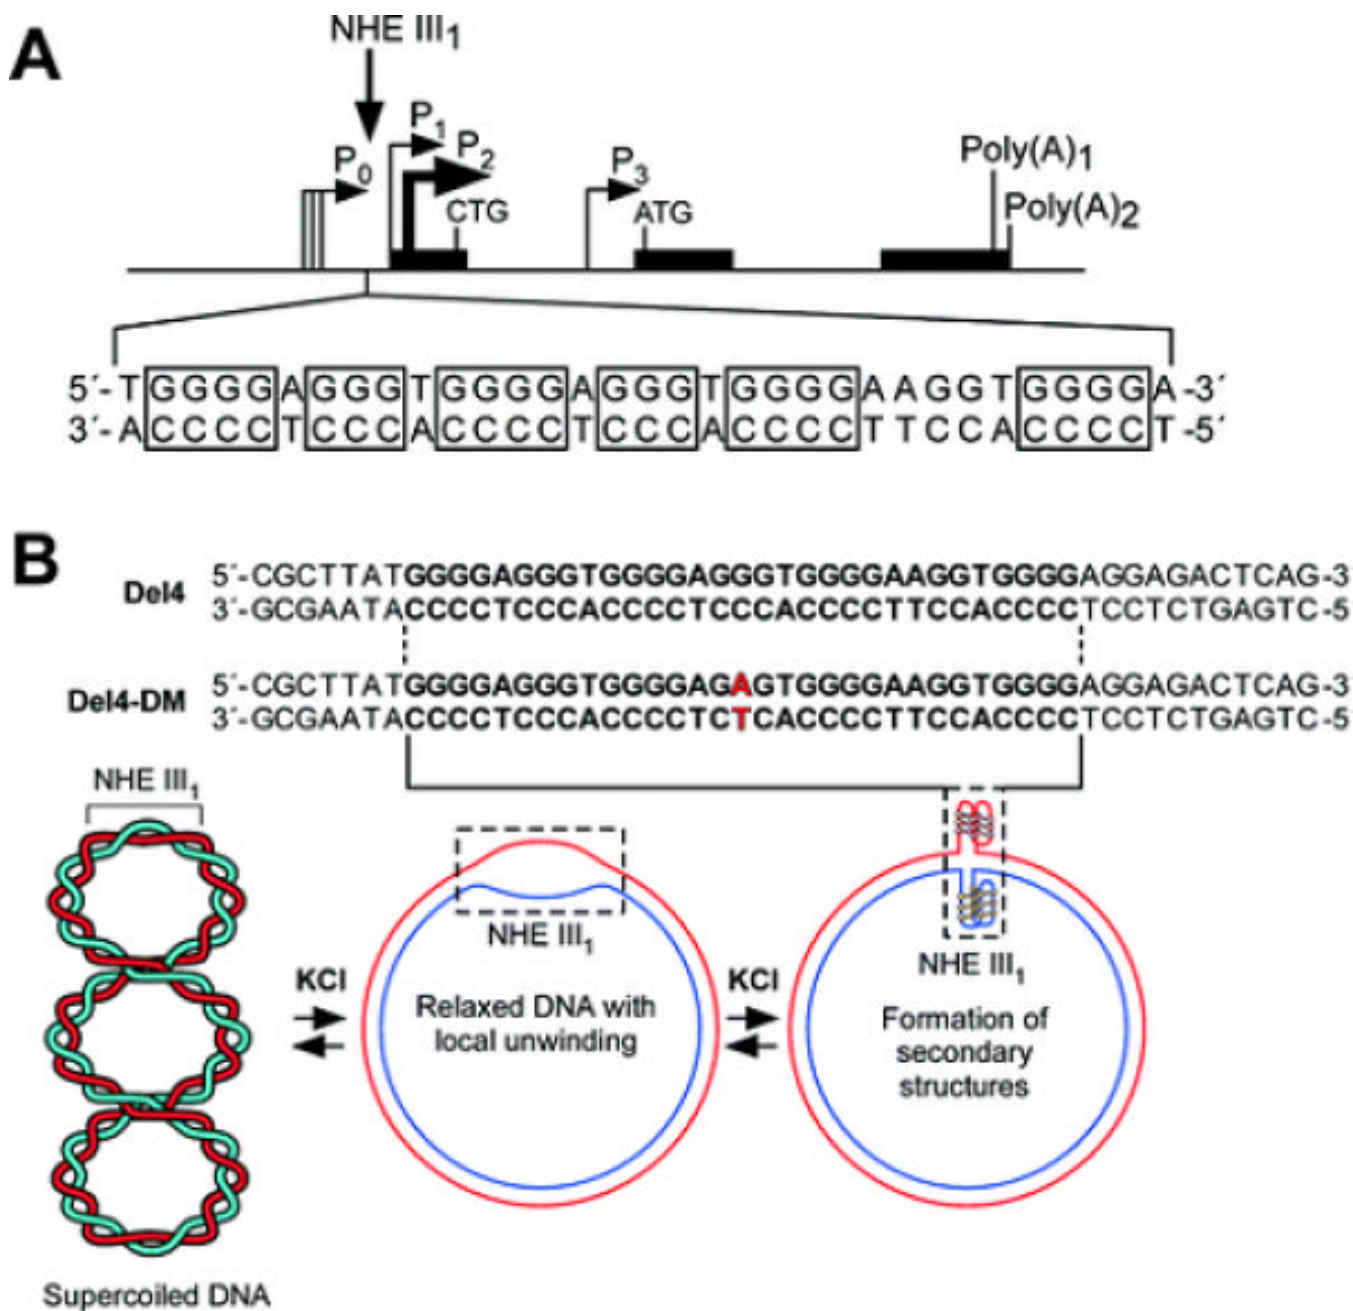 A
NHE III₁
P₀
P₁
P₂
CTG
P₃
ATG
Poly(A)₁
Poly(A)₂
5´-TGGGGAGGGTGGGGAGGGTGGGGAAGGTGGGGA-3´
3´-ACCCCTCCCACCCCTCCCACCCCTTCCACCCCT-5´
B
Del4
5´-CGCTTATGGGGAGGGTGGGGAGGGTGGGGAAGGTGGGGAGGAGACTCAG-3
3´-GCGAATACCCCTCCCACCCCTCCCACCCCTTCCACCCCTCCTCTGAGTC-5
Del4-DM
5´-CGCTTATGGGGAGGGTGGGGAGAGTGGGGAAGGTGGGGAGGAGACTCAG-3
3´-GCGAATACCCCTCCCACCCCTCTCACCCCTTCCACCCCTCCTCTGAGTC-5
NHE III₁
Supercoiled DNA
KCl
NHE III₁
Relaxed DNA with
local unwinding
KCl
NHE III₁
Formation of
secondary
structures